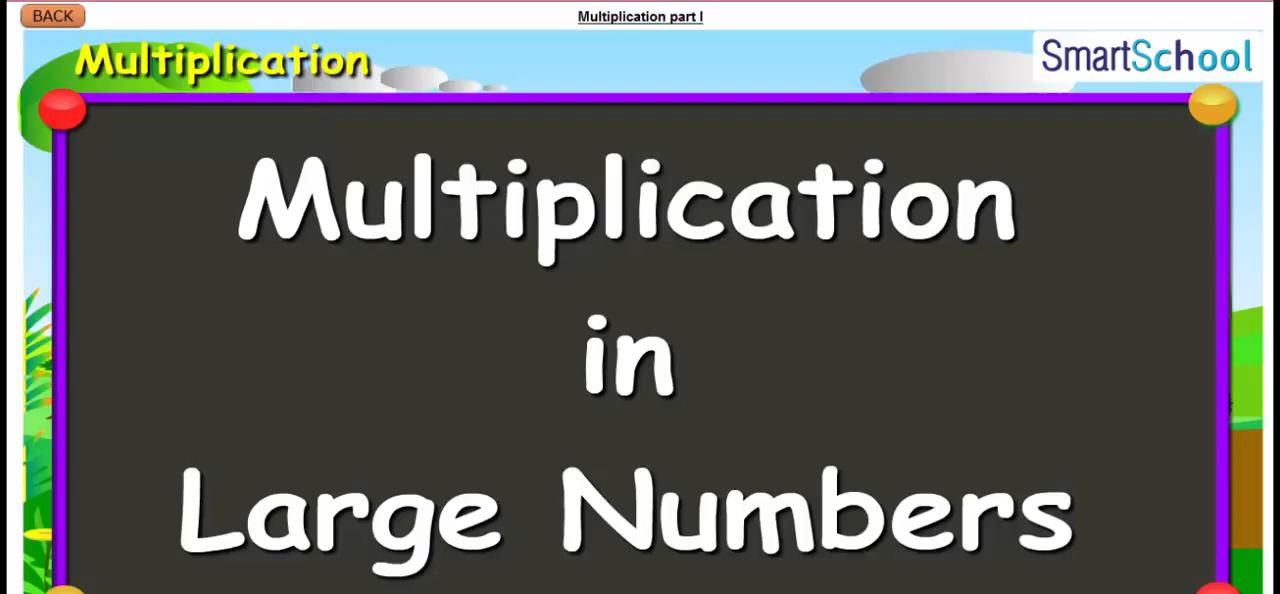 BACK
Multiplication part I
Multiplication
SmartSchool
Multiplication
in
Large Numbers